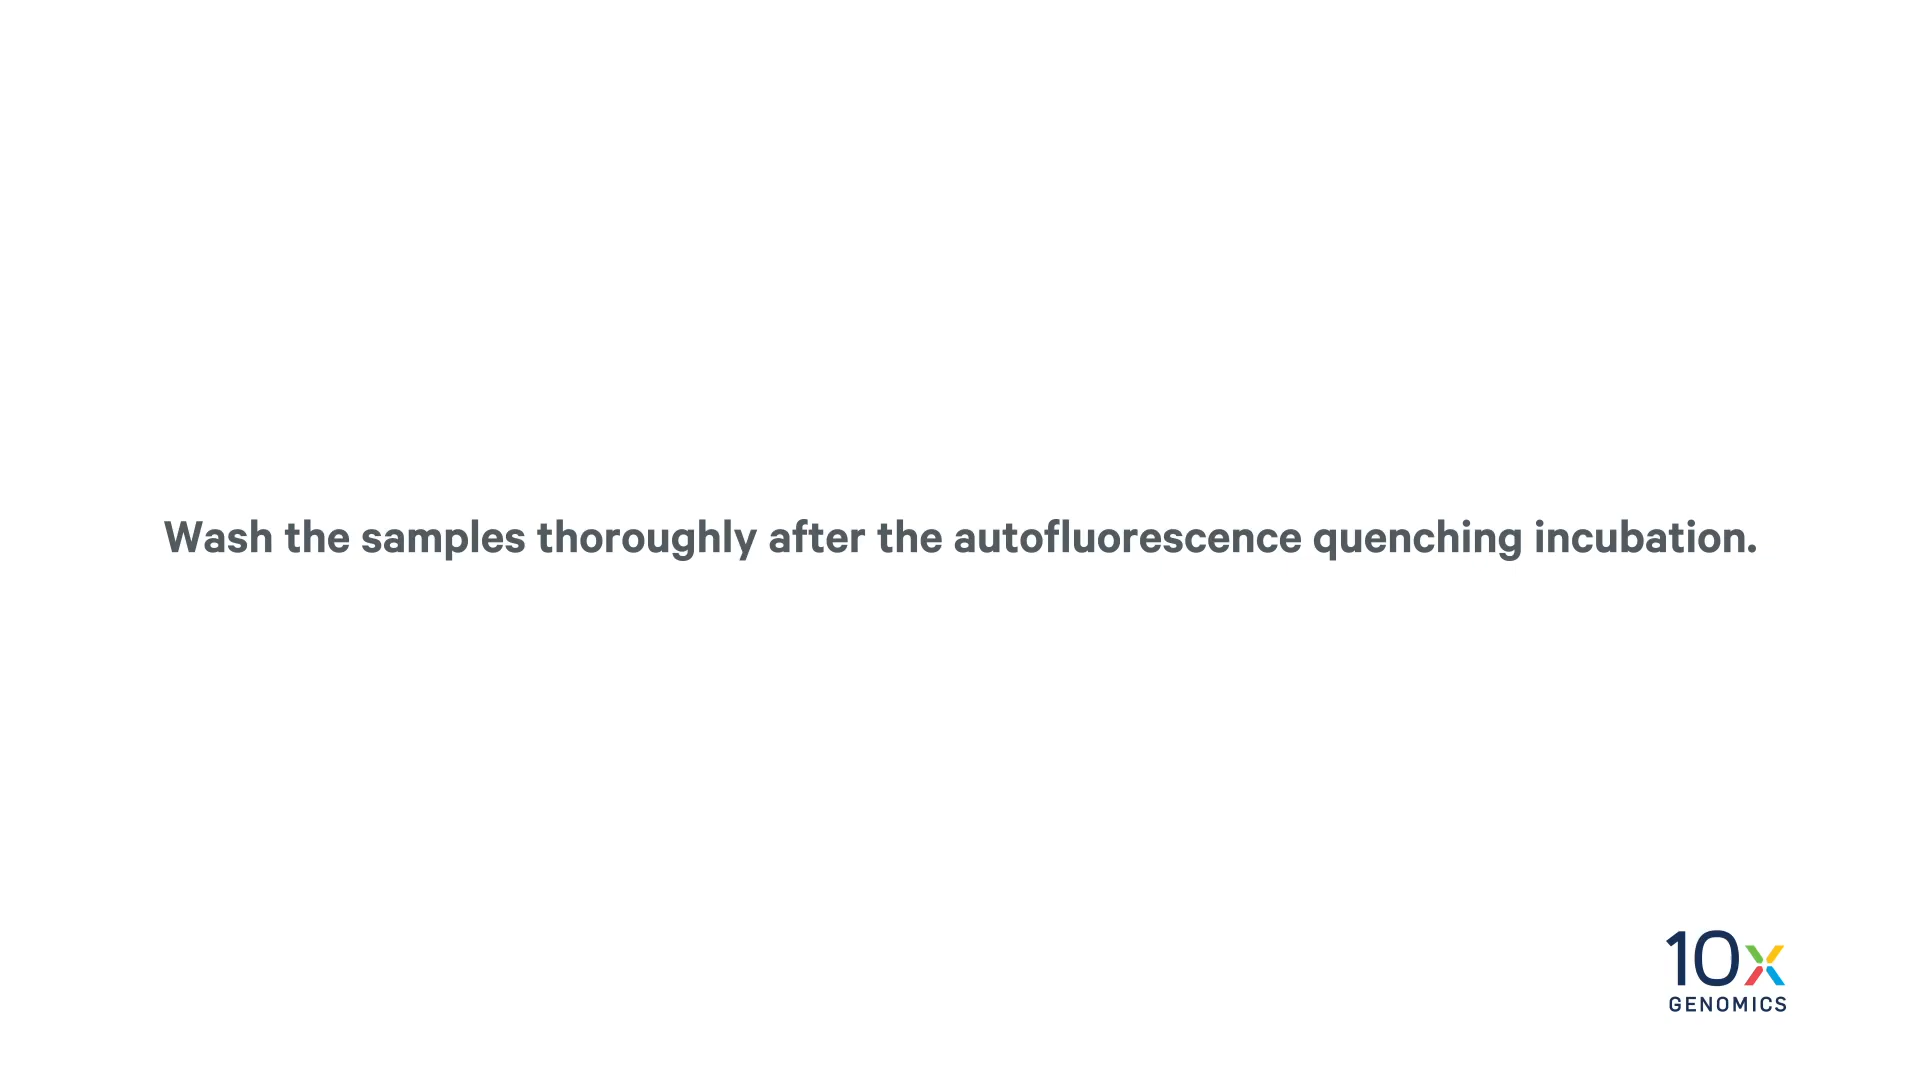 Wash the samples thoroughly after the autofluorescence quenching incubation.
10x
GENOMICS